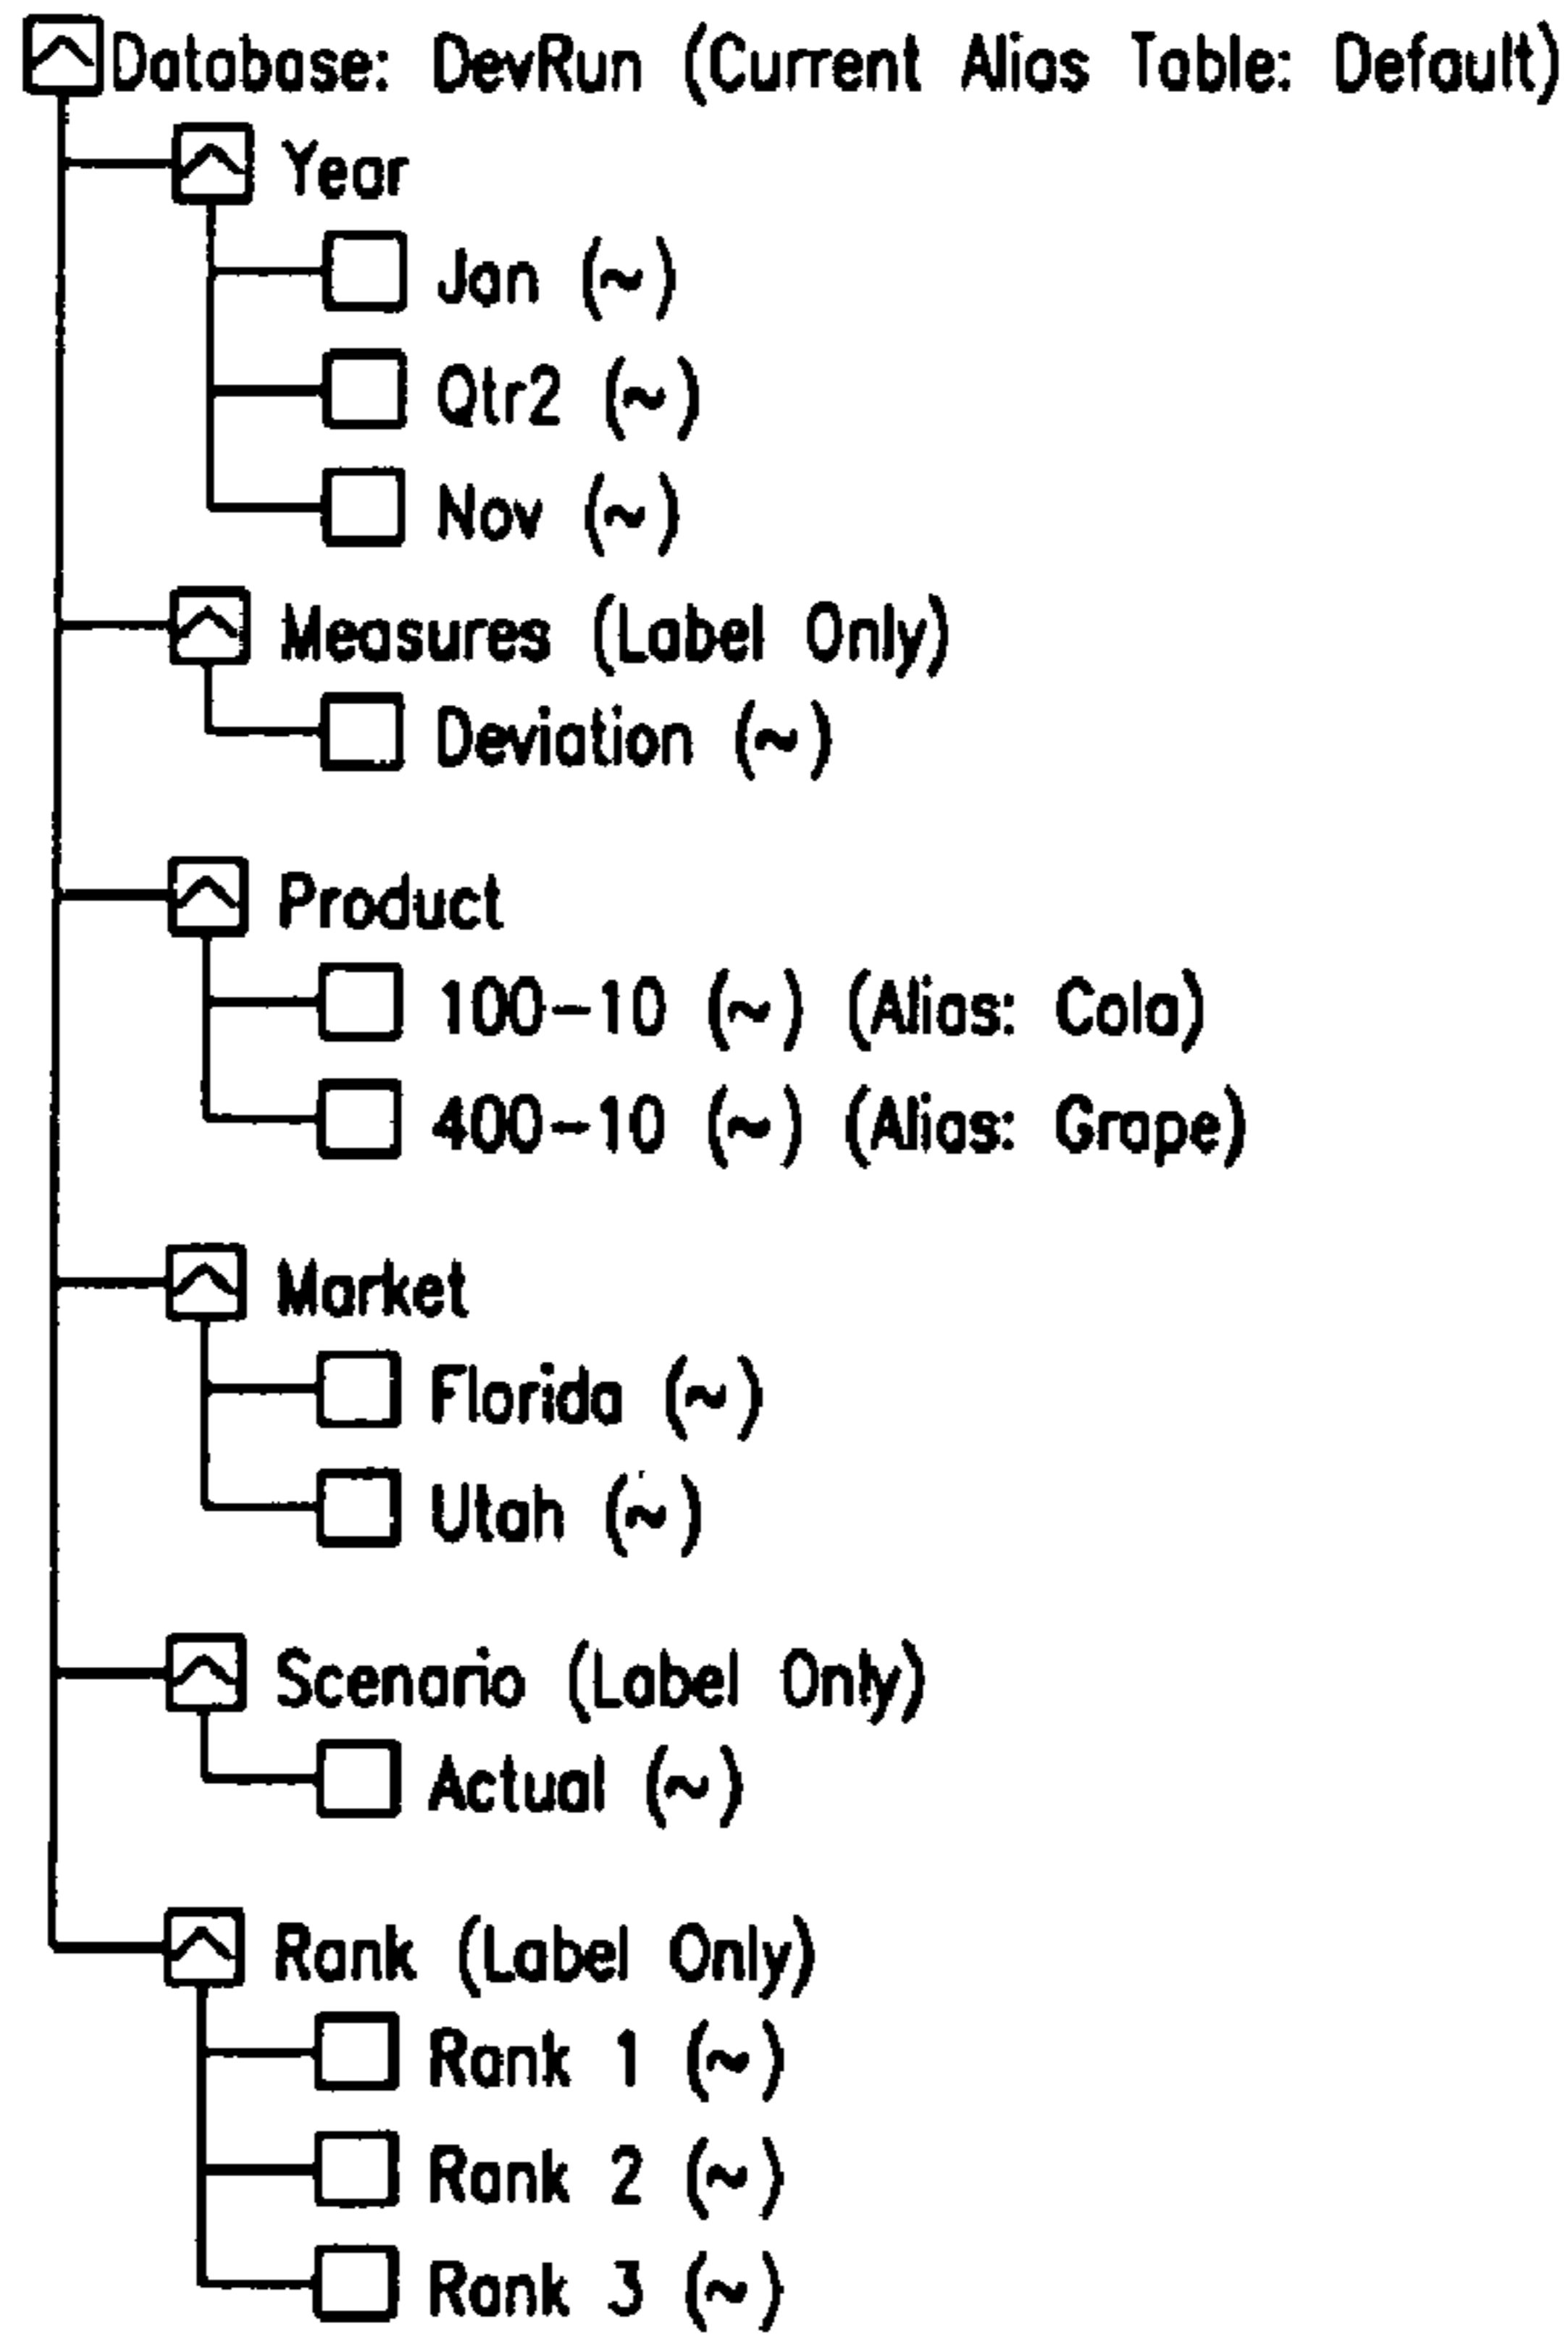 Database: DevRun (Current Alias Table: Default)
Year
Jan (~)
Qtr2 (~)
Nov (~)
Measures (Label Only)
Deviation (~)
Product
100-10 (~) (Alias: Cola)
400-10 (~) (Alias: Grape)
Market
Florida (~)
Utah (~)
Scenario (Label Only)
Actual (~)
Rank (Label Only)
Rank 1 (~)
Rank 2 (~)
Rank 3 (~)